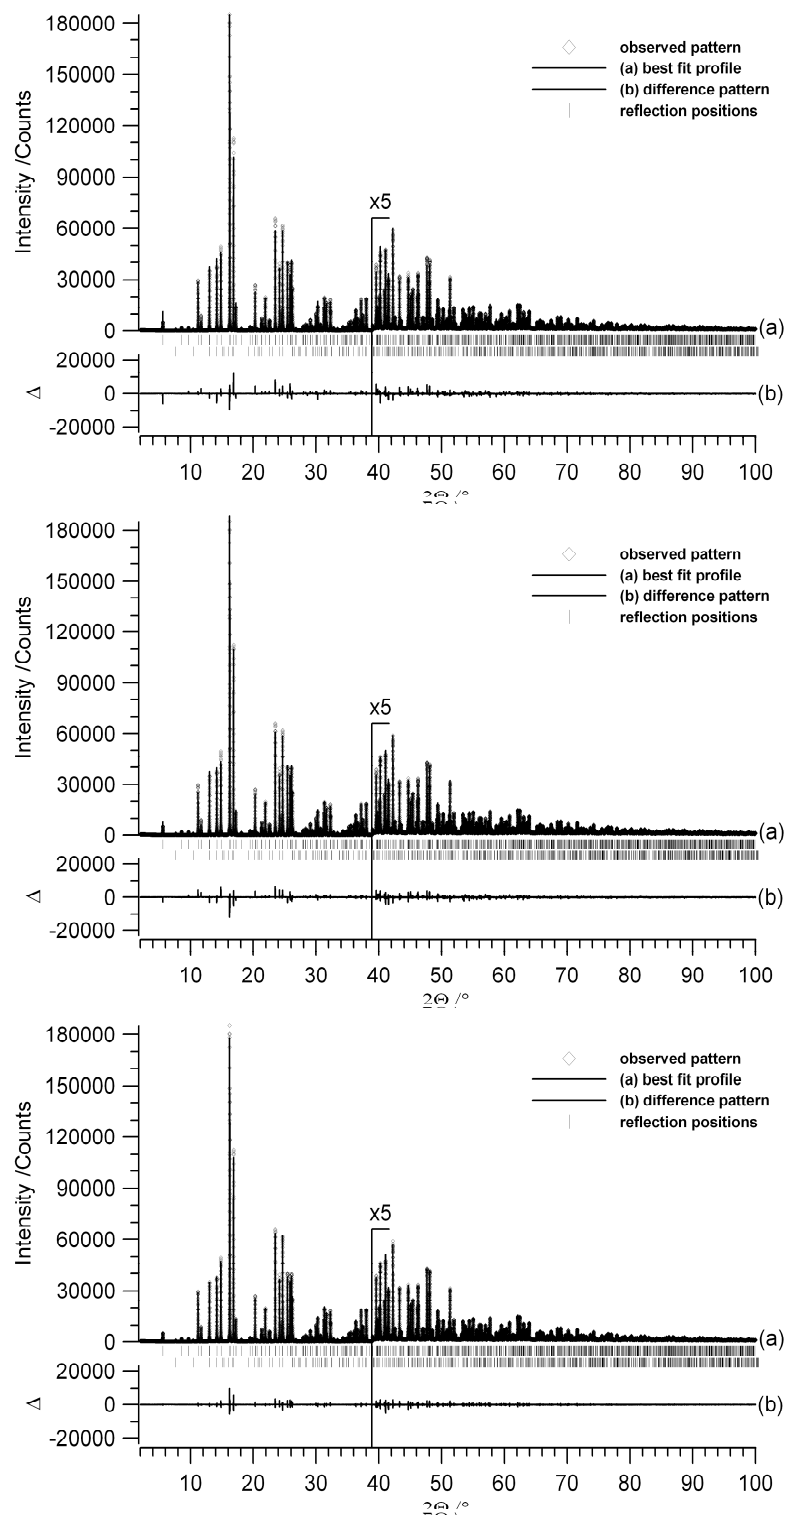 180000
150000
120000
90000
60000
30000
0
Intensity /Counts
observed pattern
(a) best fit profile
(b) difference pattern
reflection positions
x5
(a)
20000
0
-20000
Δ
(b)
10 20 30 40 50 60 70 80 90 100
2Θ /°
180000
150000
120000
90000
60000
30000
0
Intensity /Counts
observed pattern
(a) best fit profile
(b) difference pattern
reflection positions
x5
(a)
20000
0
-20000
Δ
(b)
10 20 30 40 50 60 70 80 90 100
2Θ /°
180000
150000
120000
90000
60000
30000
0
Intensity /Counts
observed pattern
(a) best fit profile
(b) difference pattern
reflection positions
x5
(a)
20000
0
-20000
Δ
(b)
10 20 30 40 50 60 70 80 90 100
2Θ /°